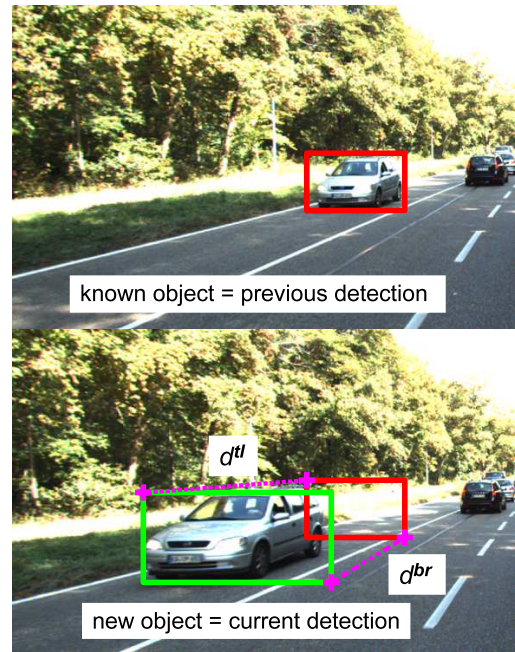 known object = previous detection
d^tl
d^br
new object = current detection